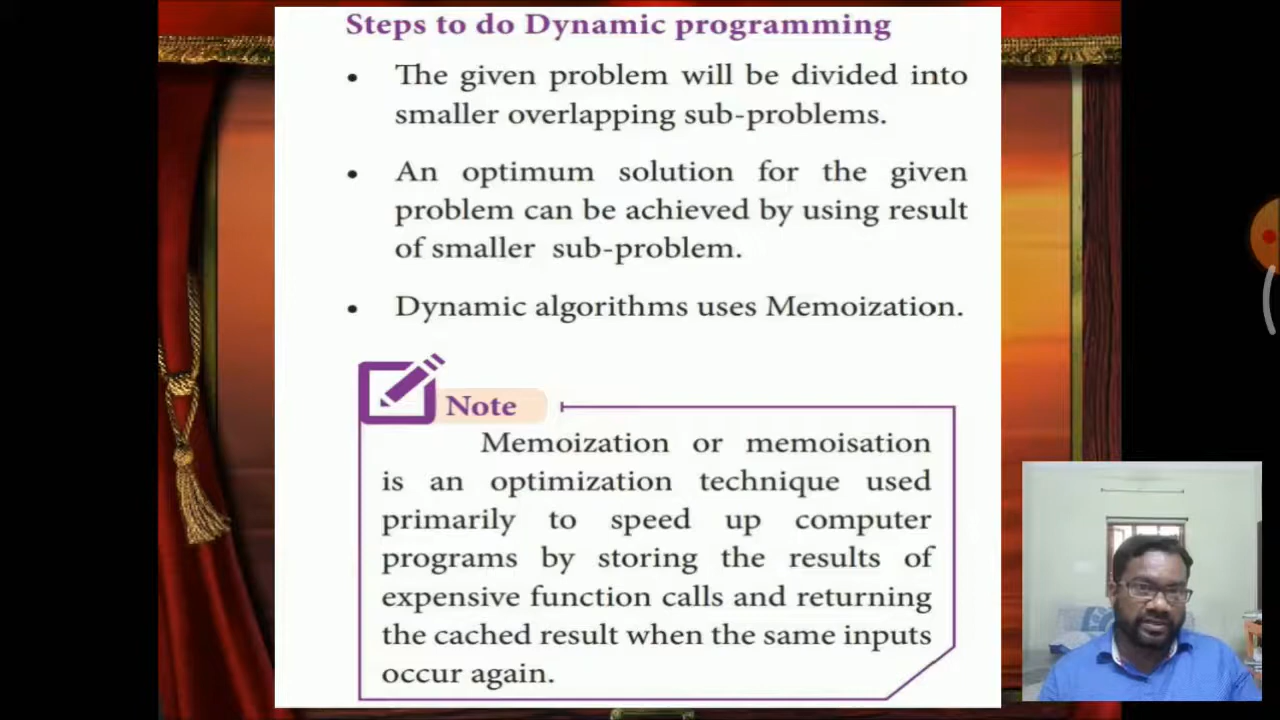 Steps to do Dynamic programming
• The given problem will be divided into
smaller overlapping sub-problems.
• An optimum solution for the given
problem can be achieved by using result
of smaller sub-problem.
• Dynamic algorithms uses Memoization.
Note
Memoization or memoisation
is an optimization technique used
primarily to speed up computer
programs by storing the results of
expensive function calls and returning
the cached result when the same inputs
occur again.